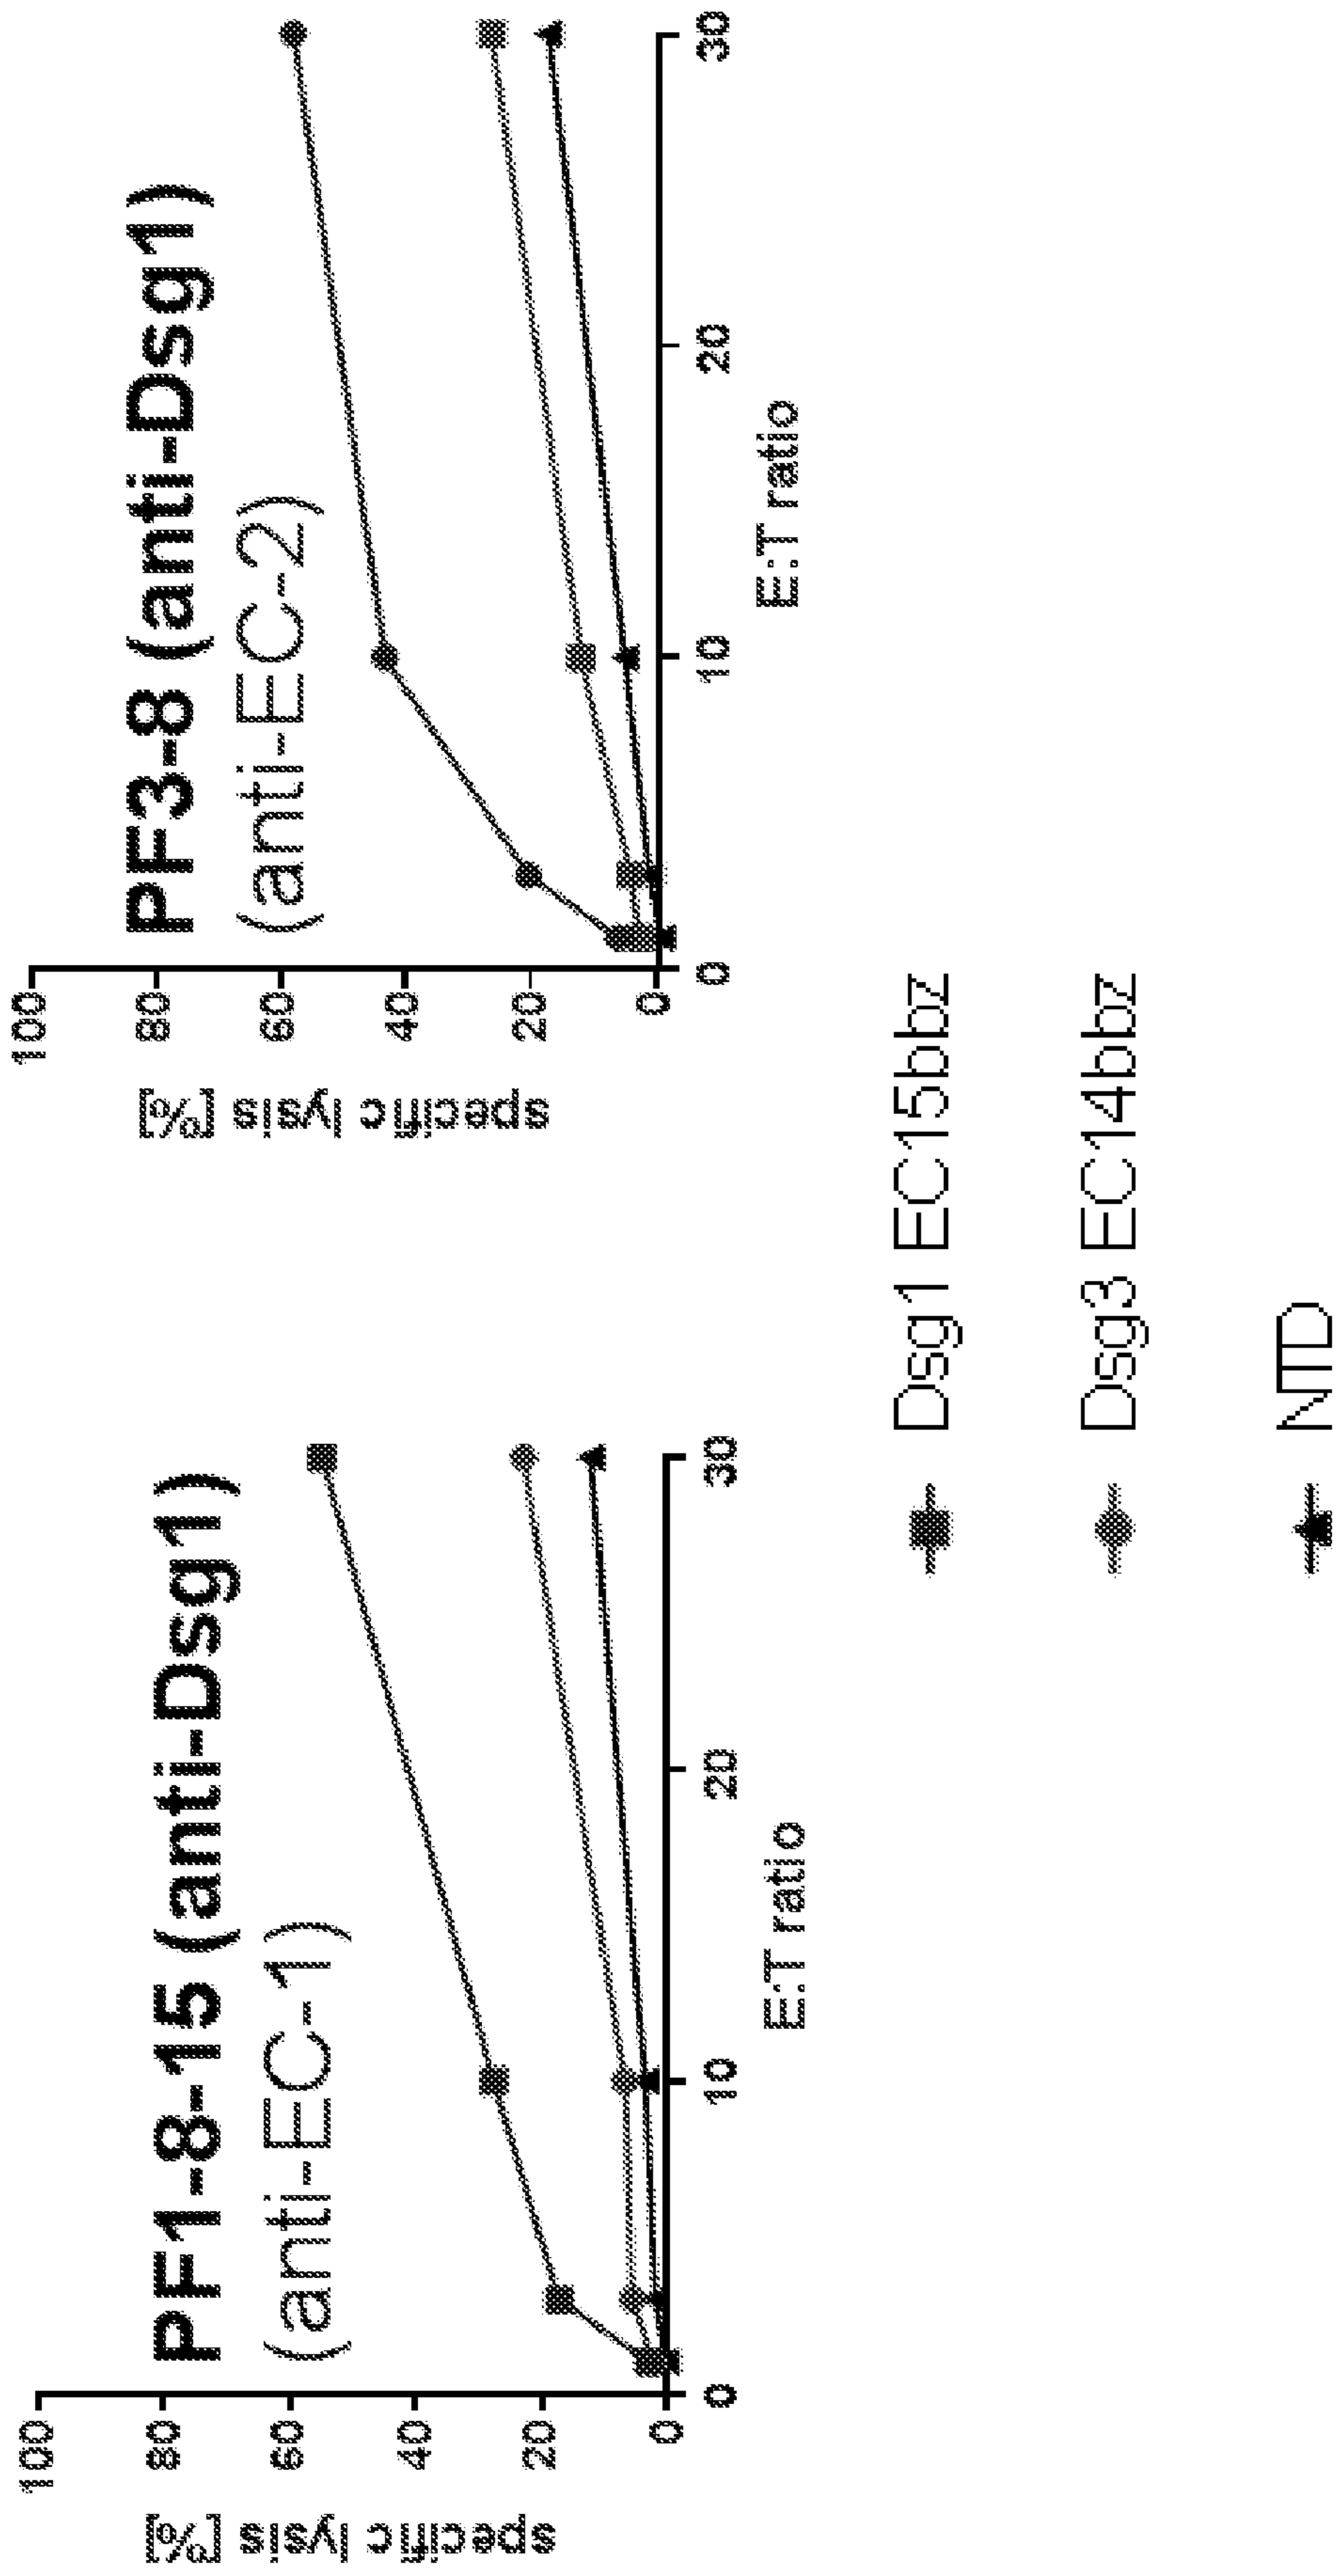 PF1-8-15 (anti-Dsg1)
(anti-EC-1)
specific lysis [%]
100
80
60
40
20
0
0
10
20
30
E:T ratio
PF3-8 (anti-Dsg1)
(anti-EC-2)
specific lysis [%]
100
80
60
40
20
0
0
10
20
30
E:T ratio
Dsg1 EC15bbz
Dsg3 EC14bbz
NTD